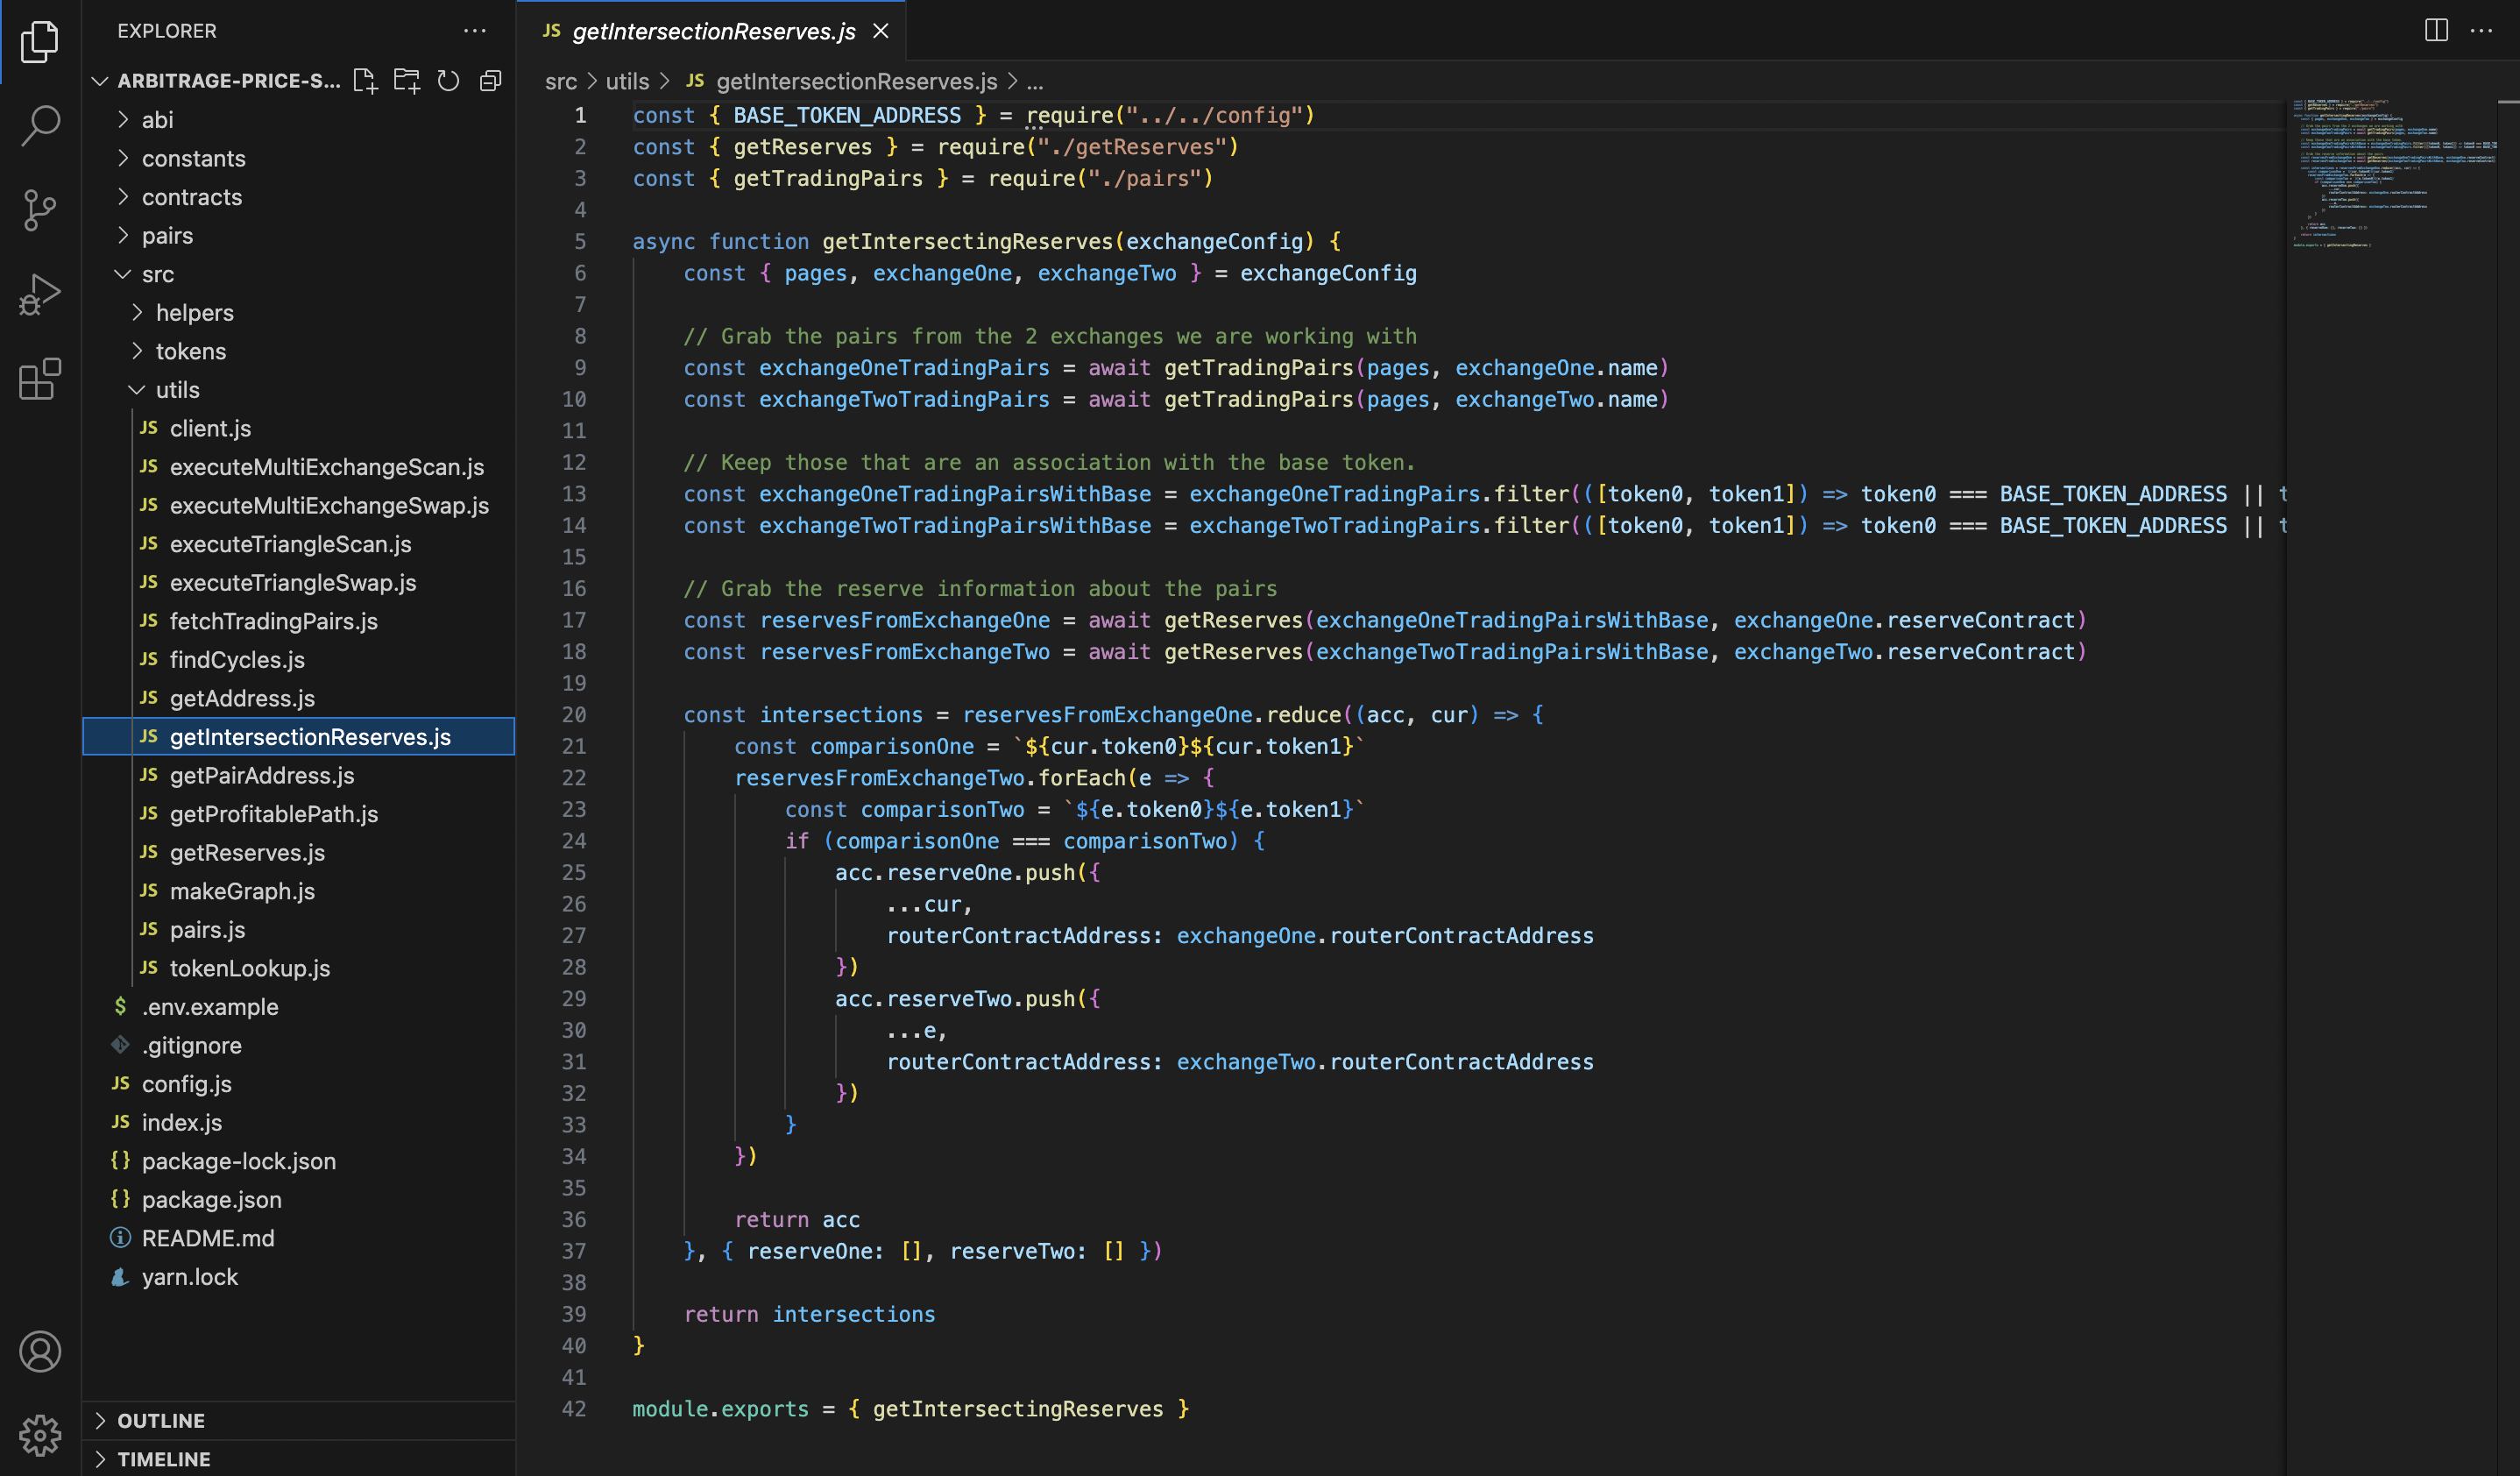 EXPLORER
ARBITRAGE-PRICE-S...
abi
constants
contracts
pairs
src
helpers
tokens
utils
JS client.js
JS executeMultiExchangeScan.js
JS executeMultiExchangeSwap.js
JS executeTriangleScan.js
JS executeTriangleSwap.js
JS fetchTradingPairs.js
JS findCycles.js
JS getAddress.js
JS getIntersectionReserves.js
JS getPairAddress.js
JS getProfitablePath.js
JS getReserves.js
JS makeGraph.js
JS pairs.js
JS tokenLookup.js
$ .env.example
.gitignore
JS config.js
JS index.js
{} package-lock.json
{} package.json
README.md
yarn.lock
OUTLINE
TIMELINE
JS getIntersectionReserves.js
src > utils > JS getIntersectionReserves.js > ...
1 const { BASE_TOKEN_ADDRESS } = require("../../config")
2 const { getReserves } = require("./getReserves")
3 const { getTradingPairs } = require("./pairs")
4
5 async function getIntersectingReserves(exchangeConfig) {
6 const { pages, exchangeOne, exchangeTwo } = exchangeConfig
7
8 // Grab the pairs from the 2 exchanges we are working with
9 const exchangeOneTradingPairs = await getTradingPairs(pages, exchangeOne.name)
10 const exchangeTwoTradingPairs = await getTradingPairs(pages, exchangeTwo.name)
11
12 // Keep those that are an association with the base token.
13 const exchangeOneTradingPairsWithBase = exchangeOneTradingPairs.filter(([token0, token1]) => token0 === BASE_TOKEN_ADDRESS || t
14 const exchangeTwoTradingPairsWithBase = exchangeTwoTradingPairs.filter(([token0, token1]) => token0 === BASE_TOKEN_ADDRESS || t
15
16 // Grab the reserve information about the pairs
17 const reservesFromExchangeOne = await getReserves(exchangeOneTradingPairsWithBase, exchangeOne.reserveContract)
18 const reservesFromExchangeTwo = await getReserves(exchangeTwoTradingPairsWithBase, exchangeTwo.reserveContract)
19
20 const intersections = reservesFromExchangeOne.reduce((acc, cur) => {
21 const comparisonOne = `${cur.token0}${cur.token1}`
22 reservesFromExchangeTwo.forEach(e => {
23 const comparisonTwo = `${e.token0}${e.token1}`
24 if (comparisonOne === comparisonTwo) {
25 acc.reserveOne.push({
26 ...cur,
27 routerContractAddress: exchangeOne.routerContractAddress
28 })
29 acc.reserveTwo.push({
30 ...e,
31 routerContractAddress: exchangeTwo.routerContractAddress
32 })
33 }
34 })
35
36 return acc
37 }, { reserveOne: [], reserveTwo: [] })
38
39 return intersections
40 }
41
42 module.exports = { getIntersectingReserves }